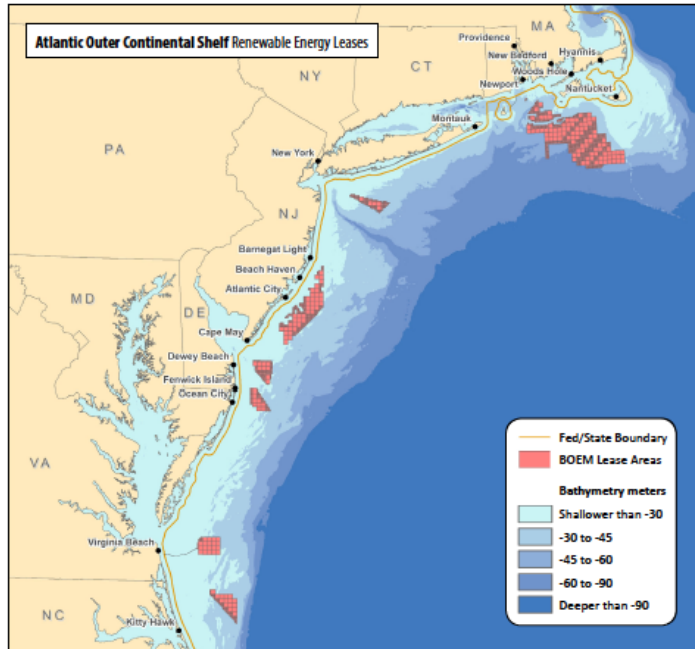 Atlantic Outer Continental Shelf Renewable Energy Leases
MA
Providence
New Bedford
Hyannis
Woods Hole
CT
Newport
Nantucket
NY
Montauk
PA
New York
NJ
Barnegat Light
Beach Haven
Atlantic City
MD
DE
Cape May
Dewey Beach
Fenwick Island
Ocean City
VA
Virginia Beach
NC
Kitty Hawk
Fed/State Boundary
BOEM Lease Areas
Bathymetry meters
Shallower than -30
-30 to -45
-45 to -60
-60 to -90
Deeper than -90